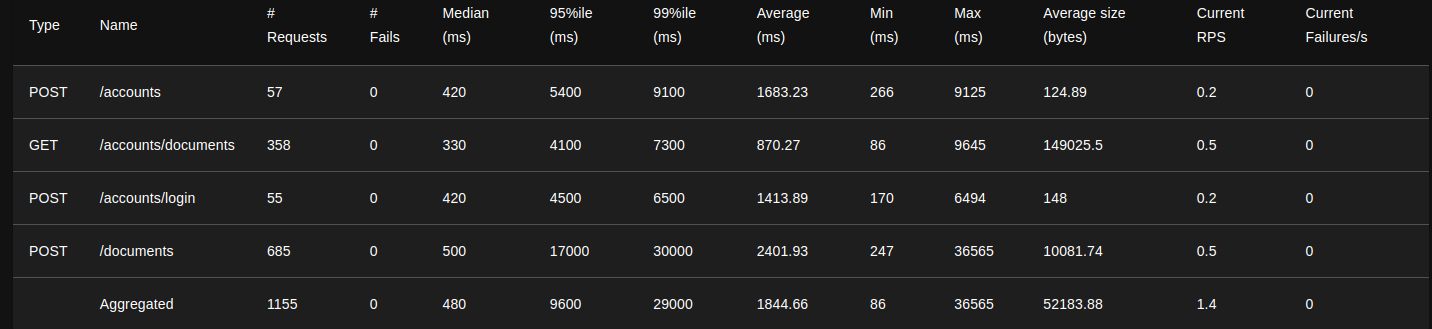 Type Name # Requests # Fails Median (ms) 95%ile (ms) 99%ile (ms) Average (ms) Min (ms) Max (ms) Average size (bytes) Current RPS Current Failures/s
POST /accounts 57 0 420 5400 9100 1683.23 266 9125 124.89 0.2 0
GET /accounts/documents 358 0 330 4100 7300 870.27 86 9645 149025.5 0.5 0
POST /accounts/login 55 0 420 4500 6500 1413.89 170 6494 148 0.2 0
POST /documents 685 0 500 17000 30000 2401.93 247 36565 10081.74 0.5 0
Aggregated 1155 0 480 9600 29000 1844.66 86 36565 52183.88 1.4 0